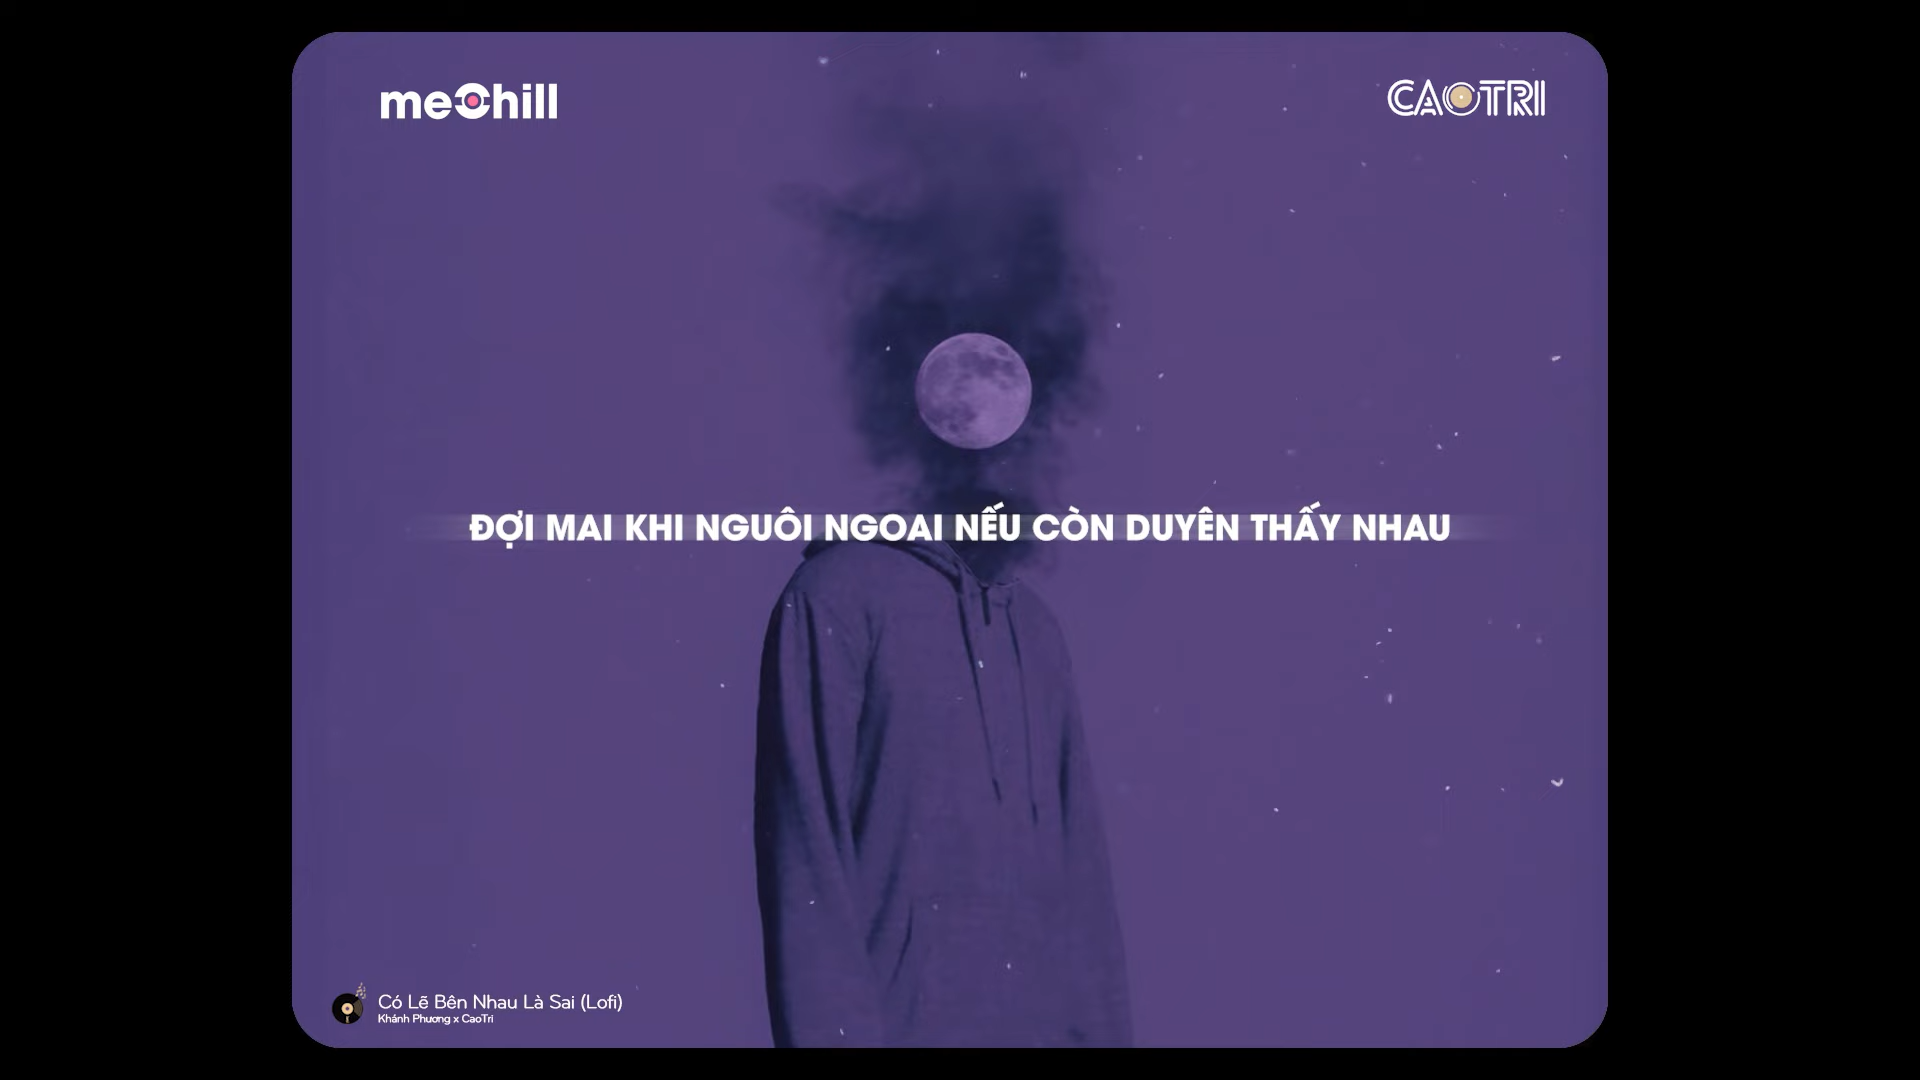 meChill
CAOTRI
ĐỢI MAI KHI NGUÔI NGOAI NẾU CÒN DUYÊN THẤY NHAU
Có Lẽ Bên Nhau Là Sai (Lofi)
Khánh Phương x CaoTri